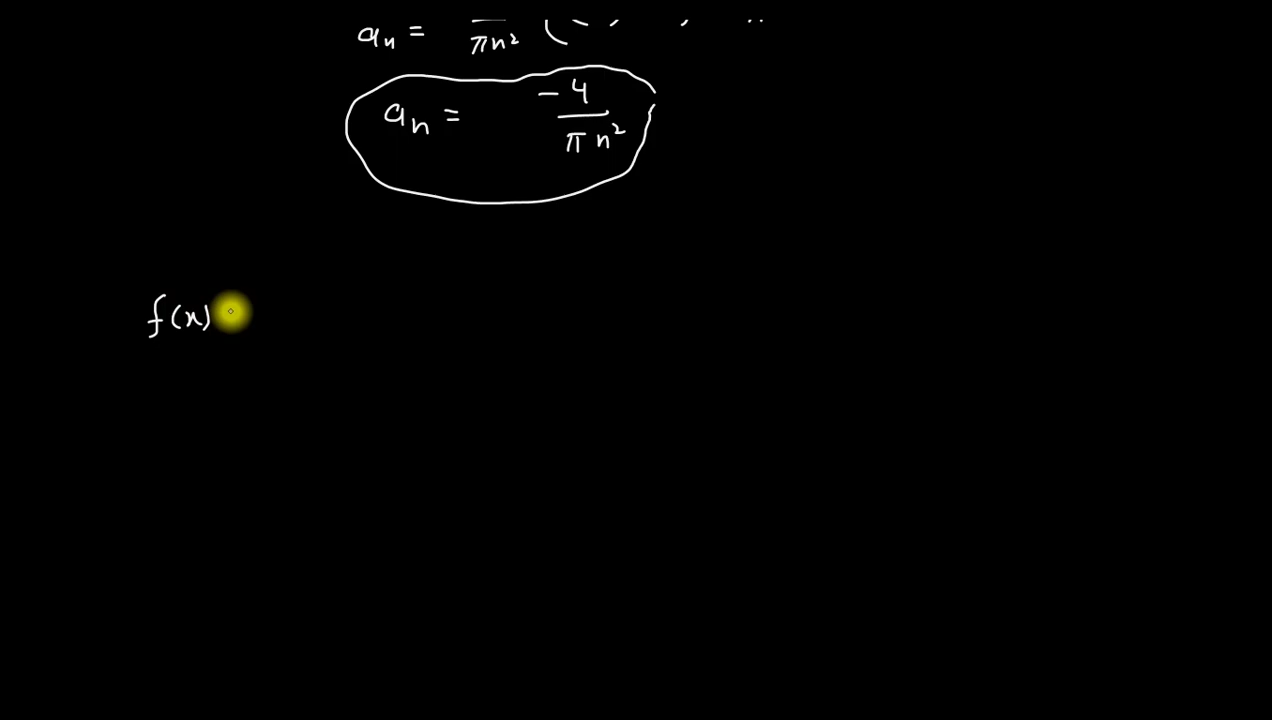 aₙ = πn² (
aₙ = -4/πn²
f(x)